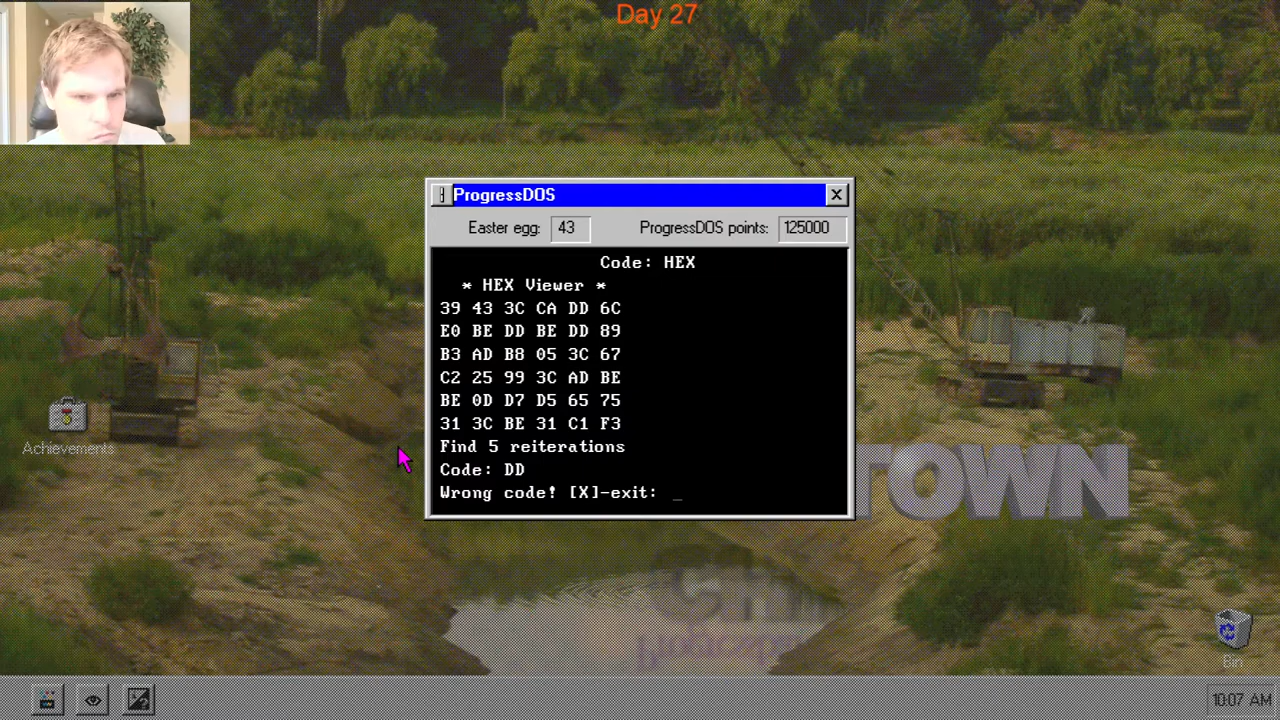 Day 27
ProgressDOS
Easter egg: 43 ProgressDOS points: 125000
Code: HEX
* HEX Viewer *
39 43 3C CA DD 6C
E0 BE DD BE DD 89
B3 AD B8 05 3C 67
C2 25 99 3C AD BE
BE 0D D7 D5 65 75
31 3C BE 31 C1 F3
Find 5 reiterations
Code: DD
Wrong code! [X]-exit: _
Achievements
TOWN
Bin
10:07 AM